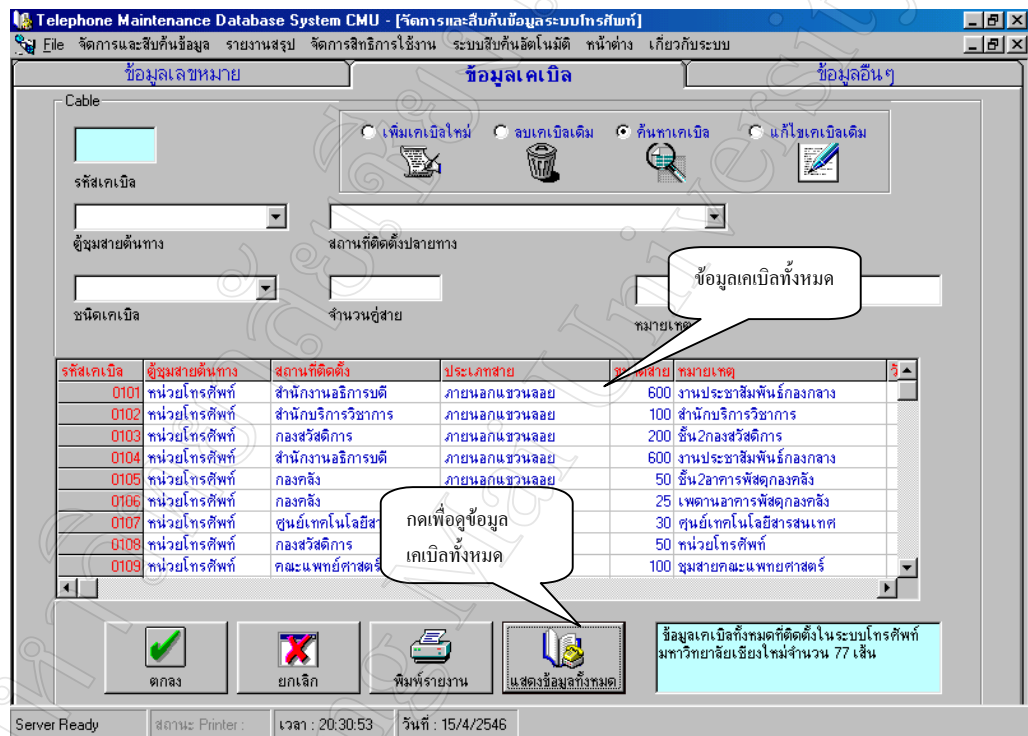 Telephone Maintenance Database System CMU - [จัดการและสืบค้นข้อมูลระบบโทรศัพท์]
File จัดการและสืบค้นข้อมูล รายงานสรุป จัดการสิทธิการใช้งาน ระบบสืบค้นอัตโนมัติ หน้าต่าง เกี่ยวกับระบบ
ข้อมูลเลขหมาย ข้อมูลเคเบิล ข้อมูลอื่นๆ
Cable
เพิ่มเคเบิลใหม่ ลบเคเบิลเดิม ค้นหาเคเบิล แก้ไขเคเบิลเดิม
รหัสเคเบิล
ตู้ชุมสายต้นทาง สถานที่ติดตั้งปลายทาง
ข้อมูลเคเบิลทั้งหมด
ชนิดเคเบิล จำนวนคู่สาย
รหัสเคเบิล ตู้ชุมสายต้นทาง สถานที่ติดตั้ง ประเภทสาย หมายเหตุ
0101 หน่วยโทรศัพท์ สำนักงานอธิการบดี ภายนอกแขวนลอย 600 งานประชาสัมพันธ์กองกลาง
0102 หน่วยโทรศัพท์ สำนักบริการวิชาการ ภายนอกแขวนลอย 100 สำนักบริการวิชาการ
0103 หน่วยโทรศัพท์ กองสวัสดิการ ภายนอกแขวนลอย 200 ชั้น2กองสวัสดิการ
0104 หน่วยโทรศัพท์ สำนักงานอธิการบดี ภายนอกแขวนลอย 600 งานประชาสัมพันธ์กองกลาง
0105 หน่วยโทรศัพท์ กองคลัง ภายนอกแขวนลอย 50 ชั้น2อาคารพัสดุกองคลัง
0106 หน่วยโทรศัพท์ กองคลัง 25 เพดานอาคารพัสดุกองคลัง
0107 หน่วยโทรศัพท์ ศูนย์เทคโนโลยีสา 30 ศูนย์เทคโนโลยีสารสนเทศ
0108 หน่วยโทรศัพท์ กองสวัสดิการ 50 หน่วยโทรศัพท์
0109 หน่วยโทรศัพท์ คณะแพทย์ศาสตร์ 100 ชุมสายคณะแพทยศาสตร์
กดเพื่อดูข้อมูล
เคเบิลทั้งหมด
ข้อมูลเคเบิลทั้งหมดที่ติดตั้งในระบบโทรศัพท์
มหาวิทยาลัยเชียงใหม่จำนวน 77 เส้น
ตกลง ยกเลิก พิมพ์รายงาน แสดงข้อมูลทั้งหมด
Server Ready สถานะ Printer : เวลา : 20:30:53 วันที่ : 15/4/2546